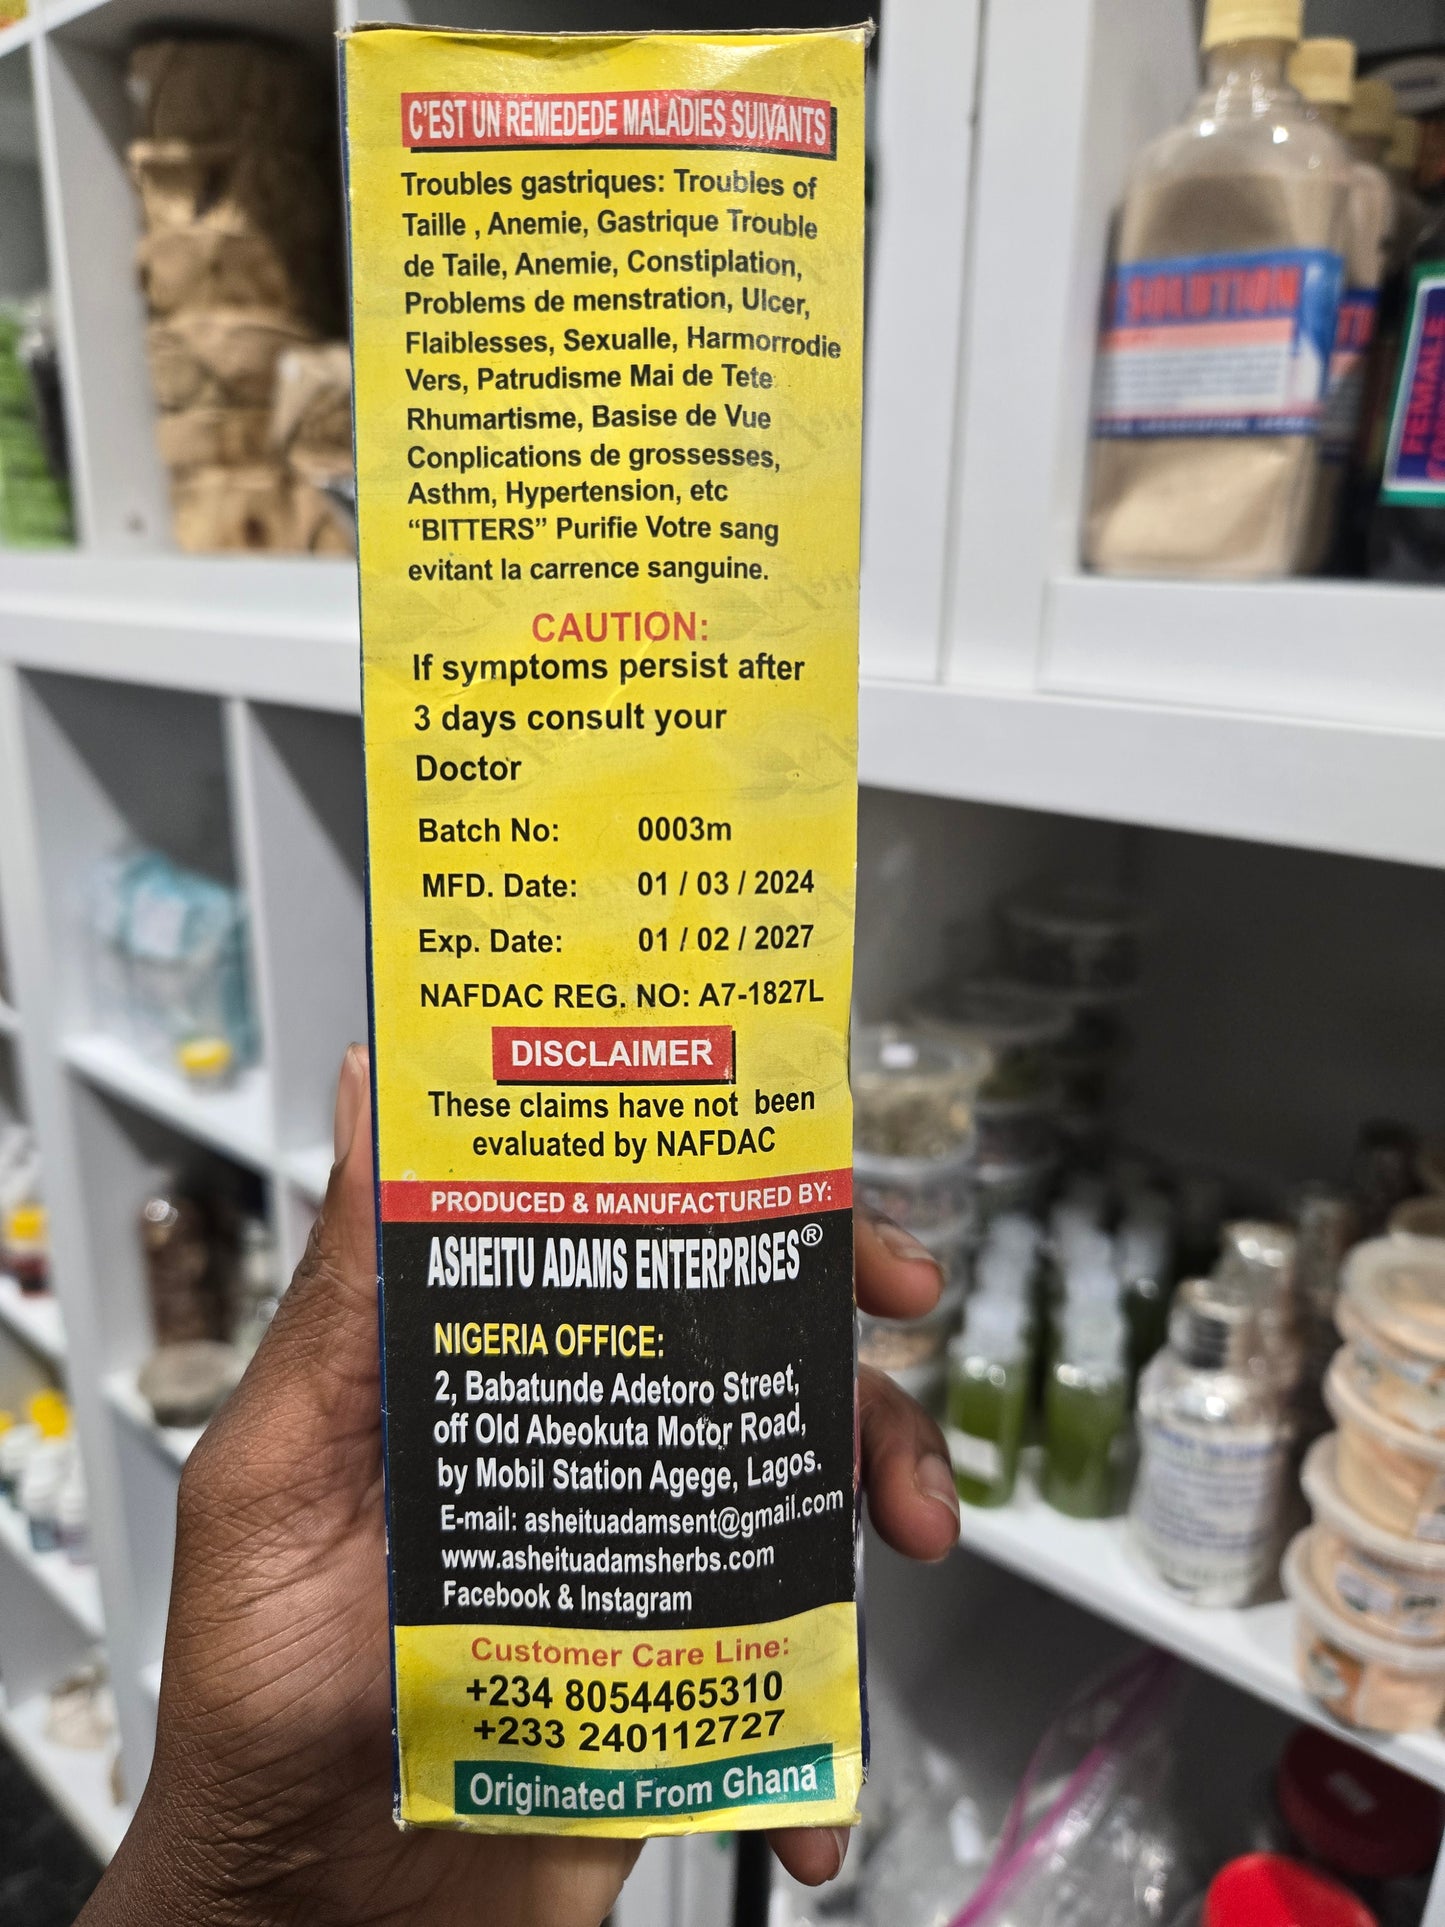 C'EST UN REMEDEDE MALADIES SUIVANTS
Troubles gastriques: Troubles of
Taille , Anemie, Gastrique Trouble
de Taile, Anemie, Constiplation,
Problems de menstration, Ulcer,
Flaiblesses, Sexualle, Harmorrodie
Vers, Patrudisme Mai de Tete
Rhumartisme, Basise de Vue
Conplications de grossesses,
Asthm, Hypertension, etc
“BITTERS” Purifie Votre sang
evitant la carrence sanguine.
CAUTION:
If symptoms persist after
3 days consult your
Doctor
Batch No: 0003m
MFD. Date: 01 / 03 / 2024
Exp. Date: 01 / 02 / 2027
NAFDAC REG. NO: A7-1827L
DISCLAIMER
These claims have not been
evaluated by NAFDAC
PRODUCED & MANUFACTURED BY:
ASHEITU ADAMS ENTERPRISES®
NIGERIA OFFICE:
2, Babatunde Adetoro Street,
off Old Abeokuta Motor Road,
by Mobil Station Agege, Lagos.
E-mail: asheituadamsent@gmail.com
www.asheituadamsherbs.com
Facebook & Instagram
Customer Care Line:
+234 8054465310
+233 240112727
Originated From Ghana
SOLUTION
FEMALE